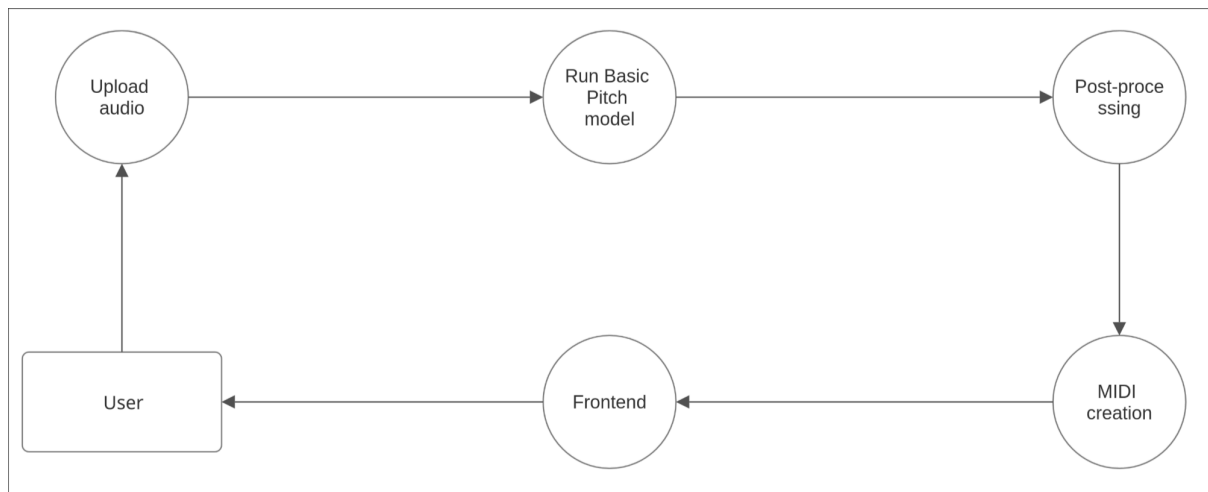 Upload
audio
Run Basic
Pitch
model
Post-proce
ssing
User
Frontend
MIDI
creation